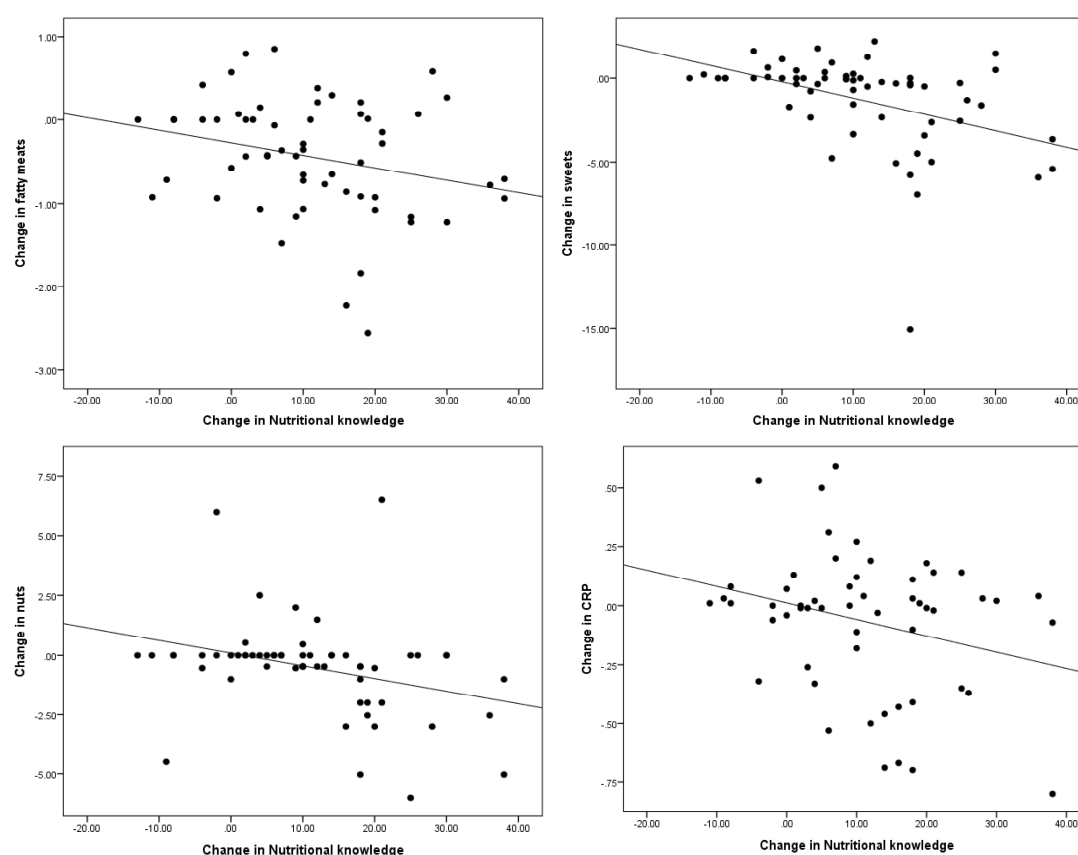 1.00
.00
-1.00
-2.00
-3.00
Change in fatty meats
-20.00 -10.00 .00 10.00 20.00 30.00 40.00
Change in Nutritional knowledge
.00
-5.00
-10.00
-15.00
Change in sweets
-20.00 -10.00 .00 10.00 20.00 30.00 40.00
Change in Nutritional knowledge
7.50
5.00
2.50
.00
-2.50
-5.00
Change in nuts
-20.00 -10.00 .00 10.00 20.00 30.00 40.00
Change in Nutritional knowledge
.50
.25
.00
-.25
-.50
-.75
Change in CRP
-20.00 -10.00 .00 10.00 20.00 30.00 40.00
Change in Nutritional knowledge